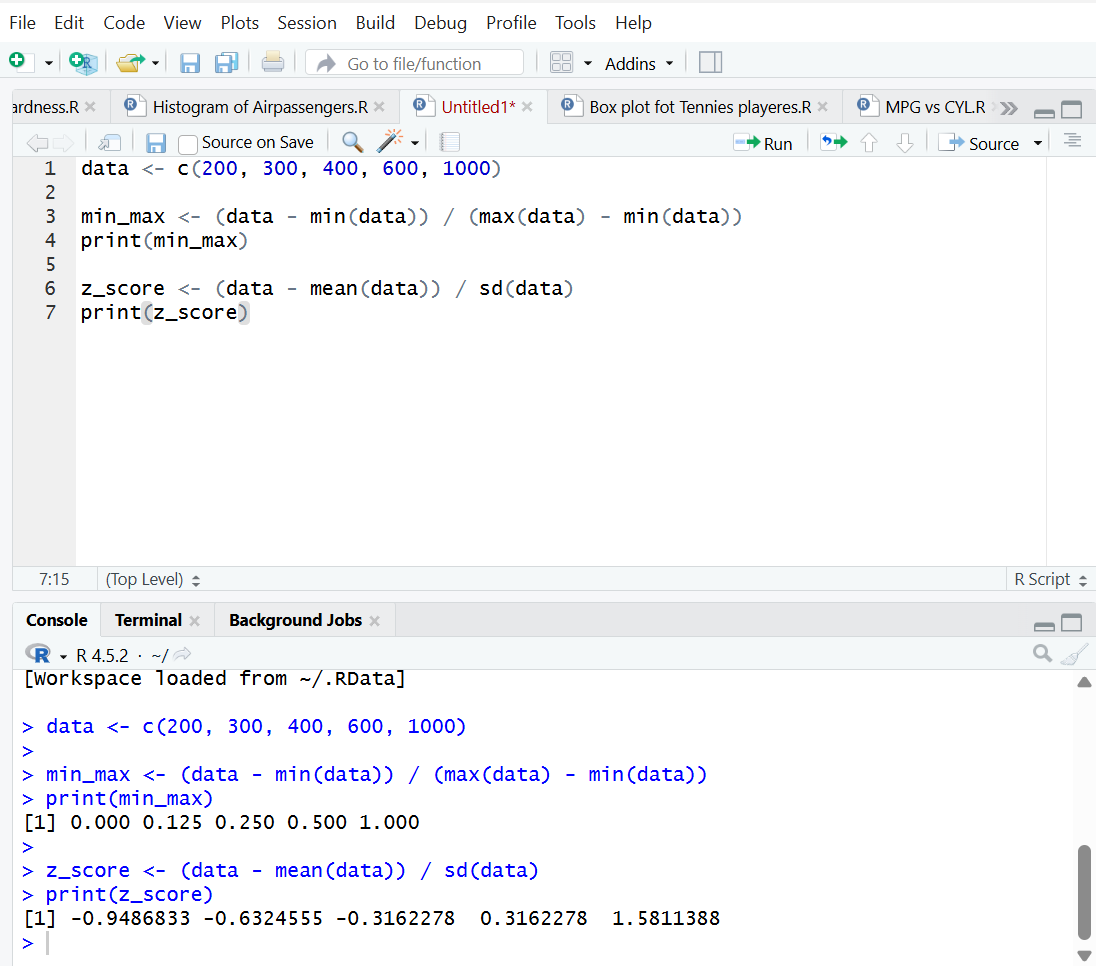 File Edit Code View Plots Session Build Debug Profile Tools Help
Go to file/function Addins
ardness.R Histogram of Airpassengers.R Untitled1* Box plot fot Tennies playeres.R MPG vs CYL.R
Source on Save Run Source
1 data <- c(200, 300, 400, 600, 1000)
2
3 min_max <- (data - min(data)) / (max(data) - min(data))
4 print(min_max)
5
6 z_score <- (data - mean(data)) / sd(data)
7 print(z_score)
7:15 (Top Level) R Script
Console Terminal Background Jobs
R R 4.5.2 · ~/
[Workspace loaded from ~/.RData]
> data <- c(200, 300, 400, 600, 1000)
>
> min_max <- (data - min(data)) / (max(data) - min(data))
> print(min_max)
[1] 0.000 0.125 0.250 0.500 1.000
>
> z_score <- (data - mean(data)) / sd(data)
> print(z_score)
[1] -0.9486833 -0.6324555 -0.3162278  0.3162278  1.5811388
>